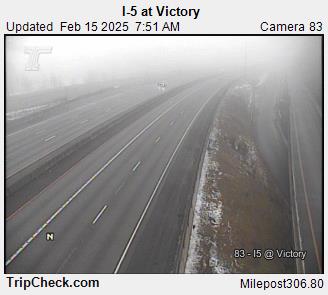 I-5 at Victory
Updated  Feb 15 2025  7:51 AM
Camera 83
N
83 - I5 @ Victory
TripCheck.com
Milepost306.80